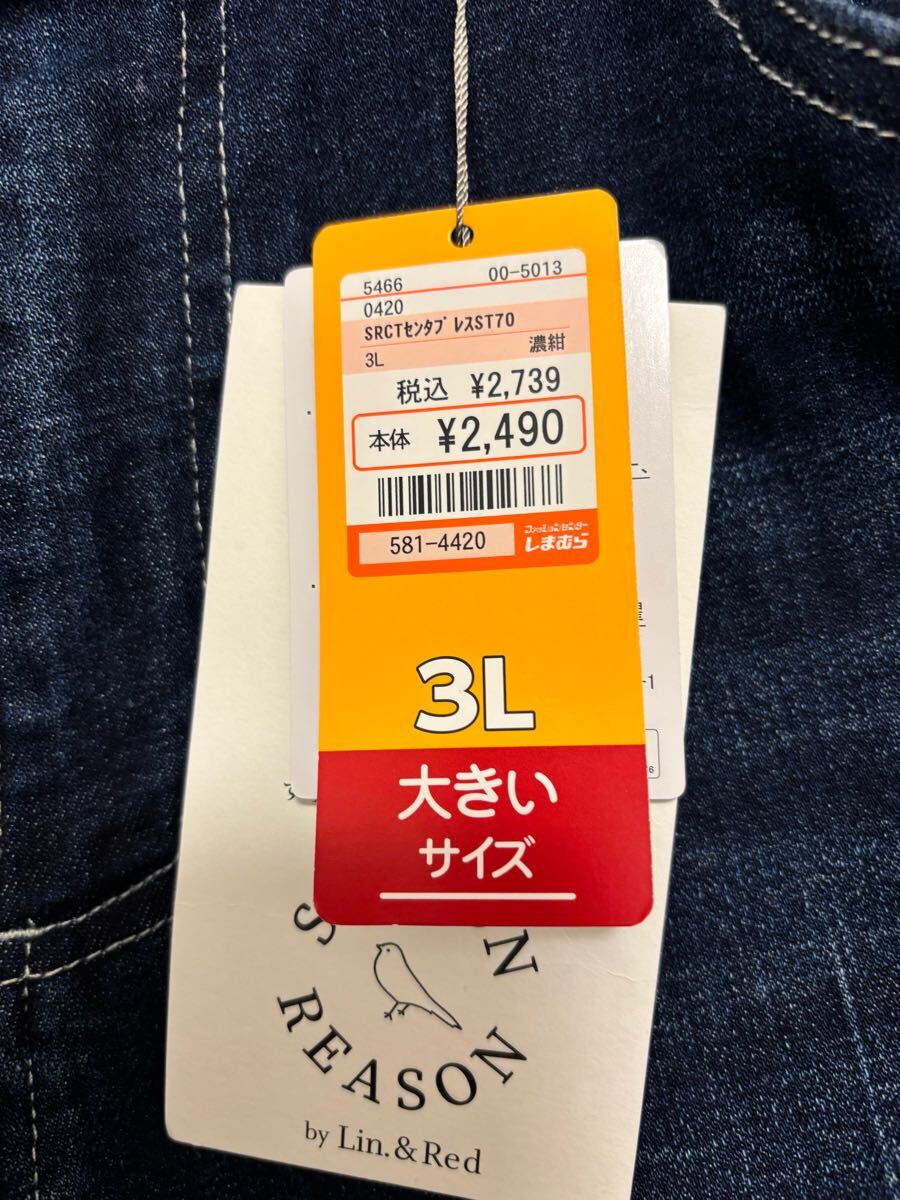 5466 00-5013
0420
SRCTセンタプレスST70
3L 濃紺
税込 ¥2,739
本体 ¥2,490
581-4420
ファッションセンター
しまむら
3L
大きい
サイズ
REASON
by Lin.&Red